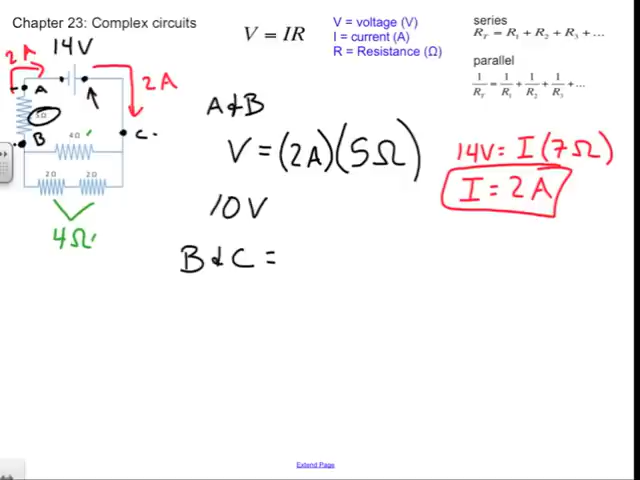 Chapter 23: Complex circuits
V = IR
V = voltage (V)
I = current (A)
R = Resistance (Ω)
series
R_T = R_1 + R_2 + R_3 + ...
parallel
1/R_T = 1/R_1 + 1/R_2 + 1/R_3 + ...
14V
2A
2A
A
5Ω
B
C
4Ω
2Ω 2Ω
4Ω
A & B
V = (2A)(5Ω)
10V
B & C =
14V = I(7Ω)
I = 2A
Extend Page